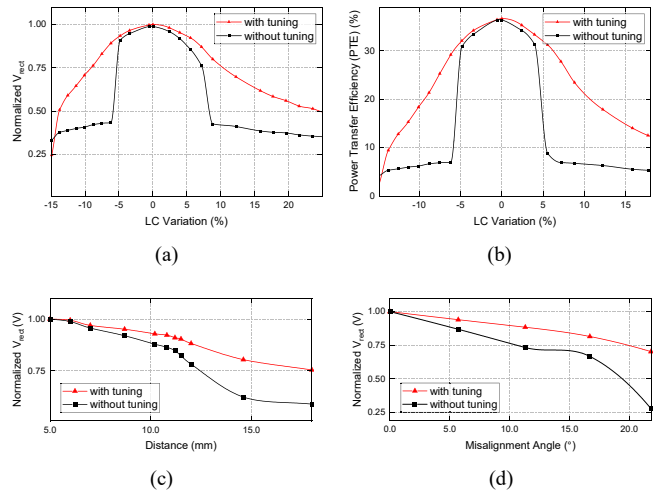 with tuning
without tuning
Normalized Vrect
1.00
0.75
0.50
0.25
-15 -10 -5 0 5 10 15 20
LC Variation (%)
(a)
with tuning
without tuning
Power Transfer Efficiency (PTE) (%)
30
20
10
0
-10 -5 0 5 10 15
LC Variation (%)
(b)
Normalized Vrect (V)
1.00
0.75
with tuning
without tuning
5.0 10.0 15.0
Distance (mm)
(c)
Normalized Vrect (V)
1.00
0.75
0.50
0.25
with tuning
without tuning
0.0 5.0 10.0 15.0 20.0
Misalignment Angle (°)
(d)